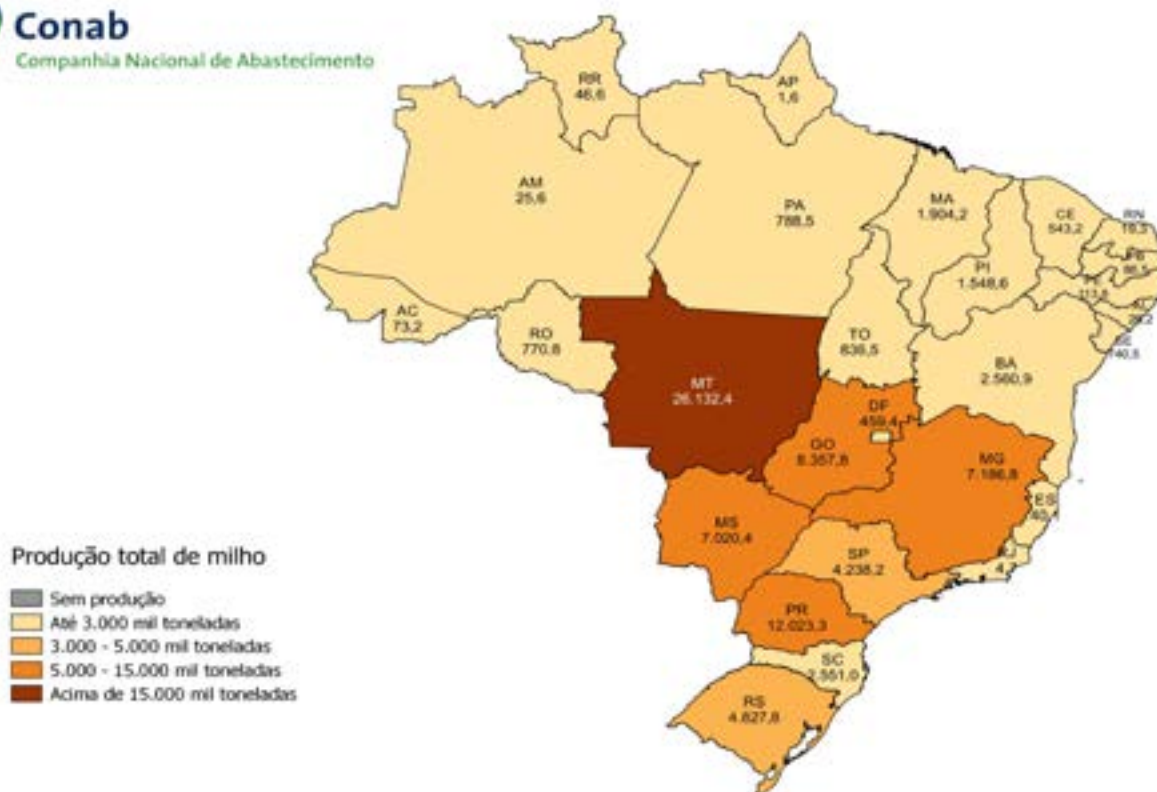 Conab
Companhia Nacional de Abastecimento
RR
46,6
AP
1,6
AM
25,6
PA
788,5
MA
1.904,2
CE
543,2
RN
PI
1.548,6
AC
73,2
RO
770,8
TO
836,5
BA
2.560,9
MT
26.132,4
DF
459,4
GO
8.357,8
MG
7.186,8
ES
MS
7.020,4
SP
4.238,2
PR
12.023,3
SC
2.551,0
RS
4.827,8
Produção total de milho
Sem produção
Até 3.000 mil toneladas
3.000 - 5.000 mil toneladas
5.000 - 15.000 mil toneladas
Acima de 15.000 mil toneladas